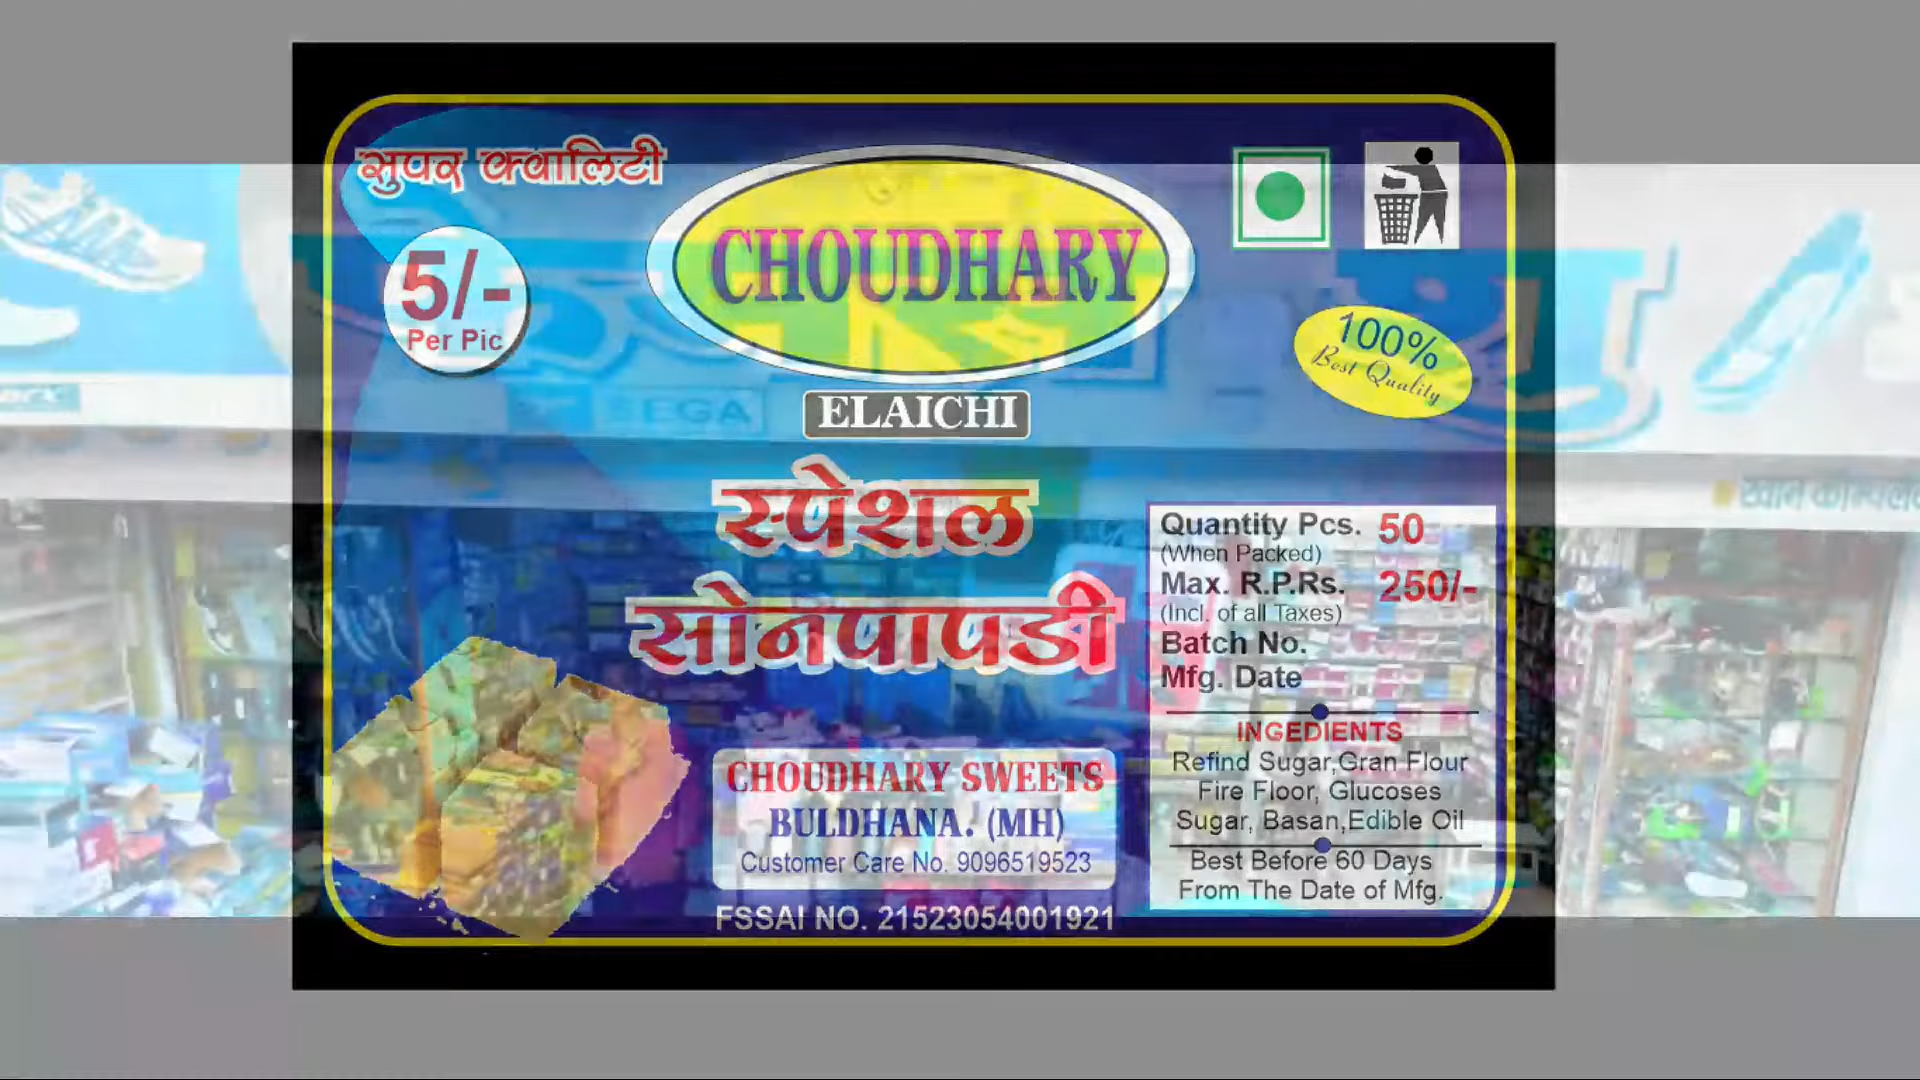 सुपर क्वालिटी
5/-
Per Pic
CHOUDHARY
100%
Best Quality
ELAICHI
SEGA
स्पेशल
सोनपापडी
Quantity Pcs. 50
(When Packed)
Max. R.P.Rs. 250/-
(Incl. of all Taxes)
Batch No.
Mfg. Date
INGEDIENTS
Refind Sugar,Gran Flour
Fire Floor, Glucoses
Sugar, Basan,Edible Oil
Best Before 60 Days
From The Date of Mfg.
CHOUDHARY SWEETS
BULDHANA. (MH)
Customer Care No. 9096519523
FSSAI NO. 21523054001921